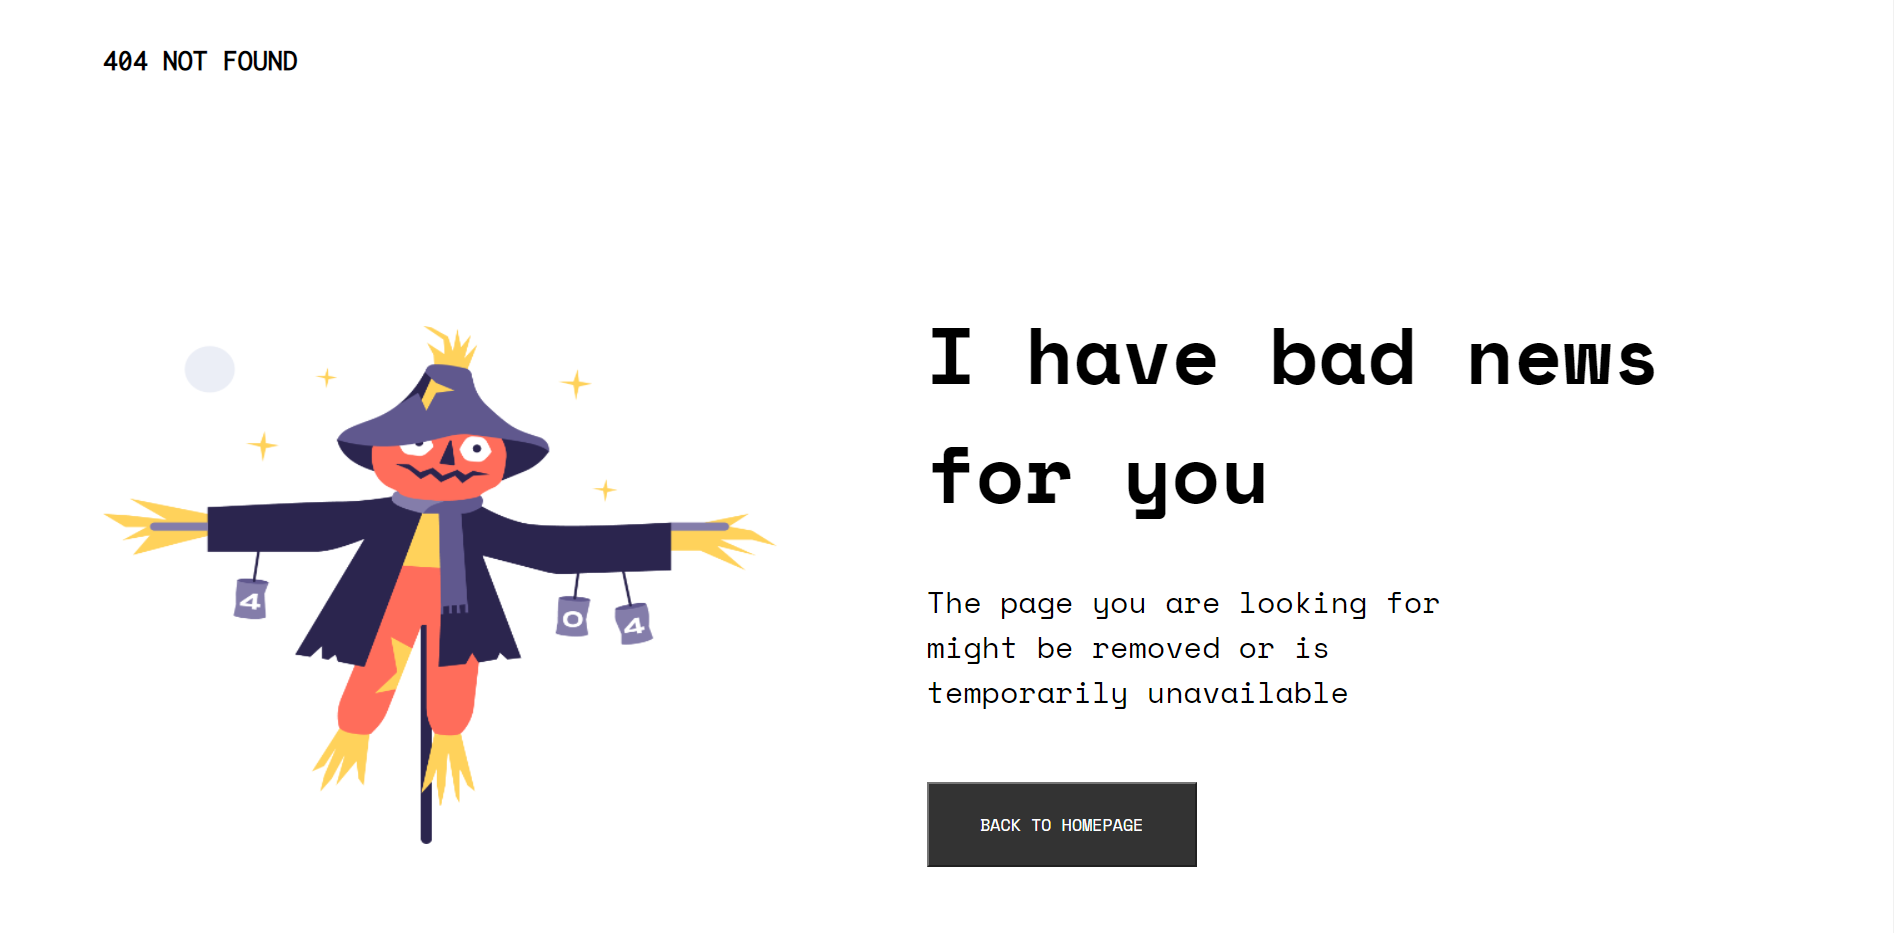 404 NOT FOUND
I have bad news
for you
4
0
4
The page you are looking for
might be removed or is
temporarily unavailable
BACK TO HOMEPAGE